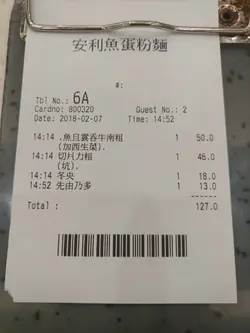 安利魚蛋粉麵
Tbl No.: 6A
Cardno: 800320 Guest No.: 2
Date: 2018-02-07 Time: 14:52
14:14 .魚旦雲吞牛南粗 1 50.0
(加西生菜).
14:14 切爿力粗 1 46.0
(坑).
14:14 冬央 1 18.0
14:52 先由乃多 1 13.0
Total: 127.0